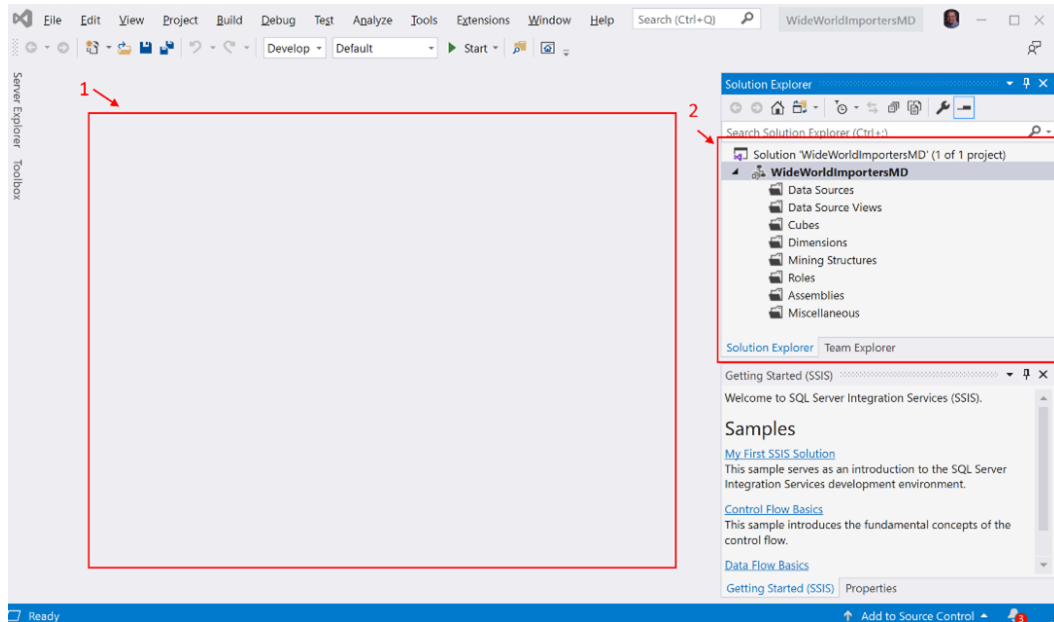 File Edit View Project Build Debug Test Analyze Tools Extensions Window Help Search (Ctrl+Q) WideWorldImportersMD
Develop Default Start
Server Explorer
Toolbox
1
2
Solution Explorer
Search Solution Explorer (Ctrl+;)
Solution 'WideWorldImportersMD' (1 of 1 project)
WideWorldImportersMD
Data Sources
Data Source Views
Cubes
Dimensions
Mining Structures
Roles
Assemblies
Miscellaneous
Solution Explorer Team Explorer
Getting Started (SSIS)
Welcome to SQL Server Integration Services (SSIS).
Samples
My First SSIS Solution
This sample serves as an introduction to the SQL Server
Integration Services development environment.
Control Flow Basics
This sample introduces the fundamental concepts of the
control flow.
Data Flow Basics
Getting Started (SSIS) Properties
Ready Add to Source Control 3